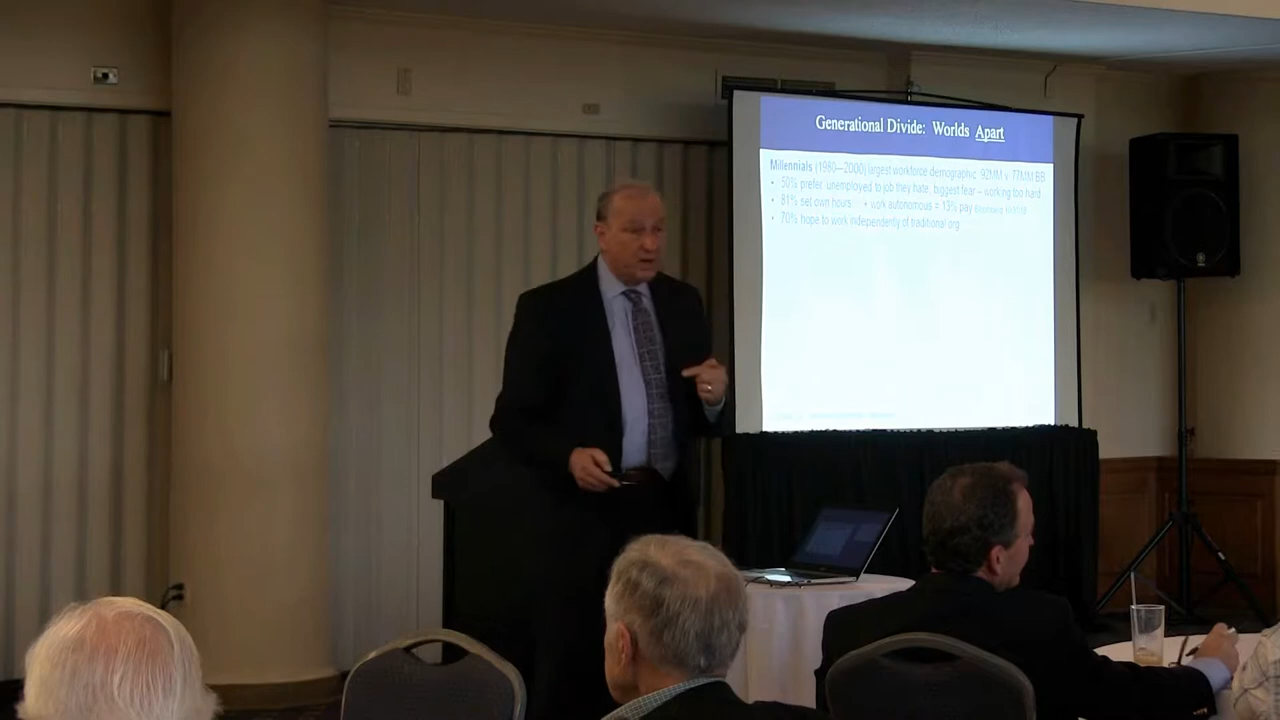 Generational Divide: Worlds Apart
Millennials (1980—2000) largest workforce demographic 92MM v 77MM BB
• 50% prefer unemployed to job they hate, biggest fear – working too hard
• 81% set own hours • work autonomous = 13% pay
• 70% hope to work independently of traditional org